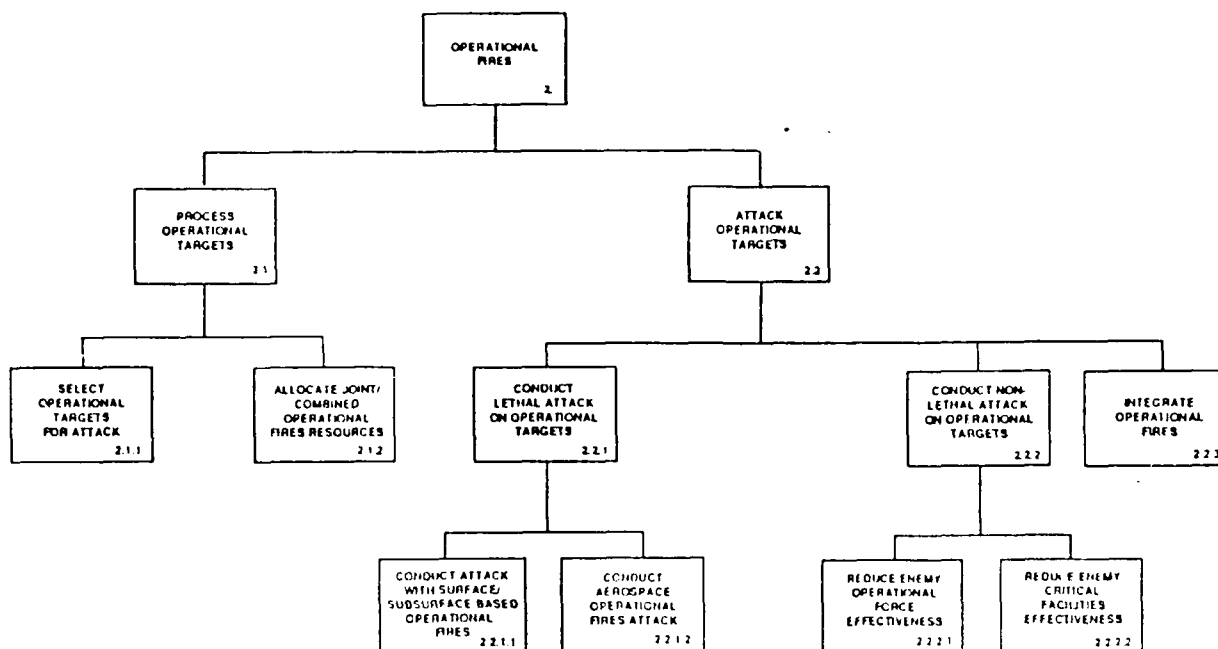 OPERATIONAL
FIRES
2.
PROCESS
OPERATIONAL
TARGETS
2.1
ATTACK
OPERATIONAL
TARGETS
2.2
SELECT
OPERATIONAL
TARGETS
FOR ATTACK
2.1.1
ALLOCATE JOINT/
COMBINED
OPERATIONAL
FIRES RESOURCES
2.1.2
CONDUCT
LETHAL ATTACK
ON OPERATIONAL
TARGETS
2.2.1
CONDUCT NON-
LETHAL ATTACK
ON OPERATIONAL
TARGETS
2.2.2
INTEGRATE
OPERATIONAL
FIRES
2.2.3
CONDUCT ATTACK
WITH SURFACE/
SUBSURFACE BASED
OPERATIONAL
FIRES
2.2.1.1
CONDUCT
AEROSPACE
OPERATIONAL
FIRES ATTACK
2.2.1.2
REDUCE ENEMY
OPERATIONAL
FORCE
EFFECTIVENESS
2.2.2.1
REDUCE ENEMY
CRITICAL
FACILITIES
EFFECTIVENESS
2.2.2.2